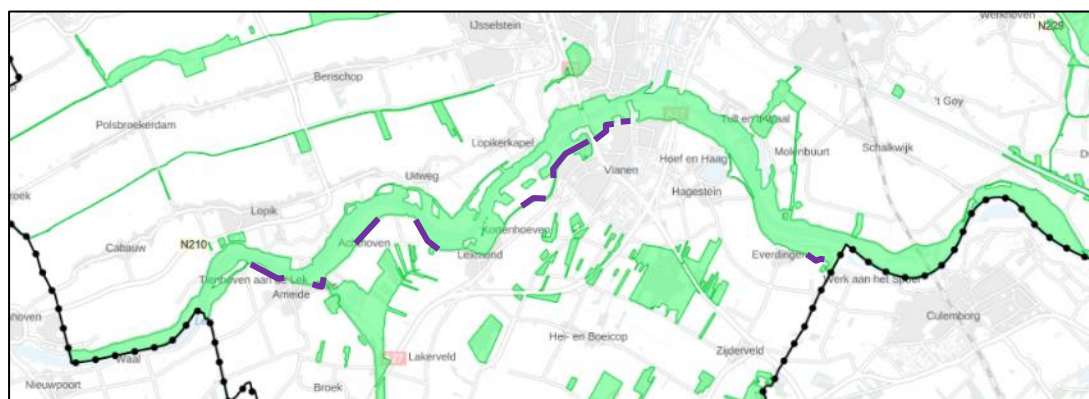 IJsselstein
Werkhoven
N229
Benschop
't Goy
Polsbroekerdam
Tull en 't Waal
Lopikerkapel
Molenbuurt
Schalkwijk
Hoef en Haag
Vianen
Uitweg
Hagestein
Lopik
Kortenhoeven
Achthoven
N210
Cabauw
Lexmond
Everdingen
Tienhoven aan de Lek
Werk aan het Spoel
Ameide
Culemborg
Hei- en Boeicop
Zijderveld
Waal
Lakerveld
Nieuwpoort
Broek